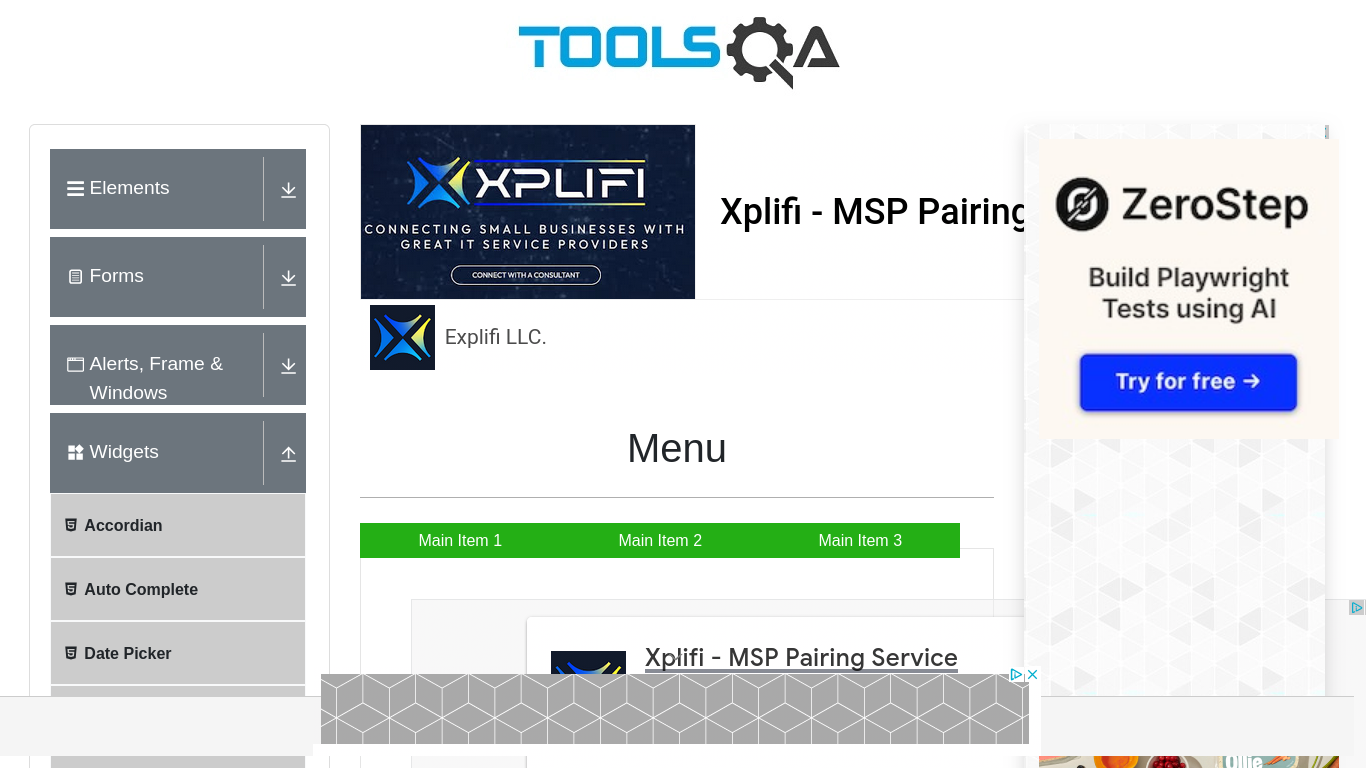 TOOLSQA
Elements
Forms
Alerts, Frame &
Windows
Widgets
Accordian
Auto Complete
Date Picker
XPLIFI
CONNECTING SMALL BUSINESSES WITH
GREAT IT SERVICE PROVIDERS
CONNECT WITH A CONSULTANT
Xplifi - MSP Pairing
Explifi LLC.
Menu
Main Item 1
Main Item 2
Main Item 3
Xplifi - MSP Pairing Service
ZeroStep
Build Playwright
Tests using AI
Try for free →
Ollie